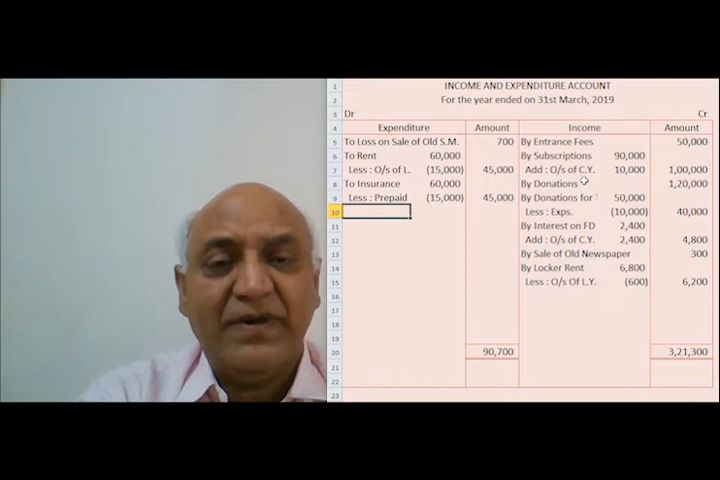 INCOME AND EXPENDITURE ACCOUNT
For the year ended on 31st March, 2019
Dr Cr
Expenditure Amount Income Amount
To Loss on Sale of Old S.M. 700 By Entrance Fees 50,000
To Rent 60,000 By Subscriptions 90,000
Less : O/s of L. (15,000) 45,000 Add : O/s of C.Y. 10,000 1,00,000
To Insurance 60,000 By Donations 1,20,000
Less : Prepaid (15,000) 45,000 By Donations for 50,000
Less : Exps. (10,000) 40,000
By Interest on FD 2,400
Add : O/s of C.Y. 2,400 4,800
By Sale of Old Newspaper 300
By Locker Rent 6,800
Less : O/s Of L.Y. (600) 6,200
90,700 3,21,300
1
2
3
4
5
6
7
8
9
10
11
12
13
14
15
16
17
18
19
20
21
22
23